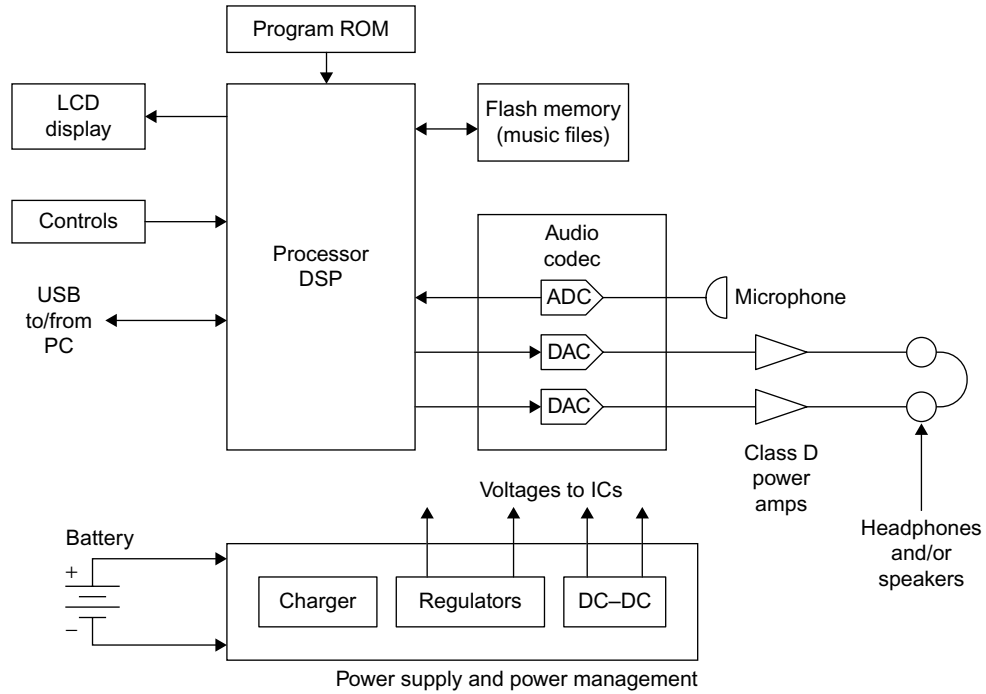 Program ROM
LCD
display
Flash memory
(music files)
Controls
Processor
DSP
Audio
codec
USB
to/from
PC
ADC
Microphone
DAC
DAC
Class D
power
amps
Headphones
and/or
speakers
Voltages to ICs
Battery
+
–
Charger
Regulators
DC–DC
Power supply and power management